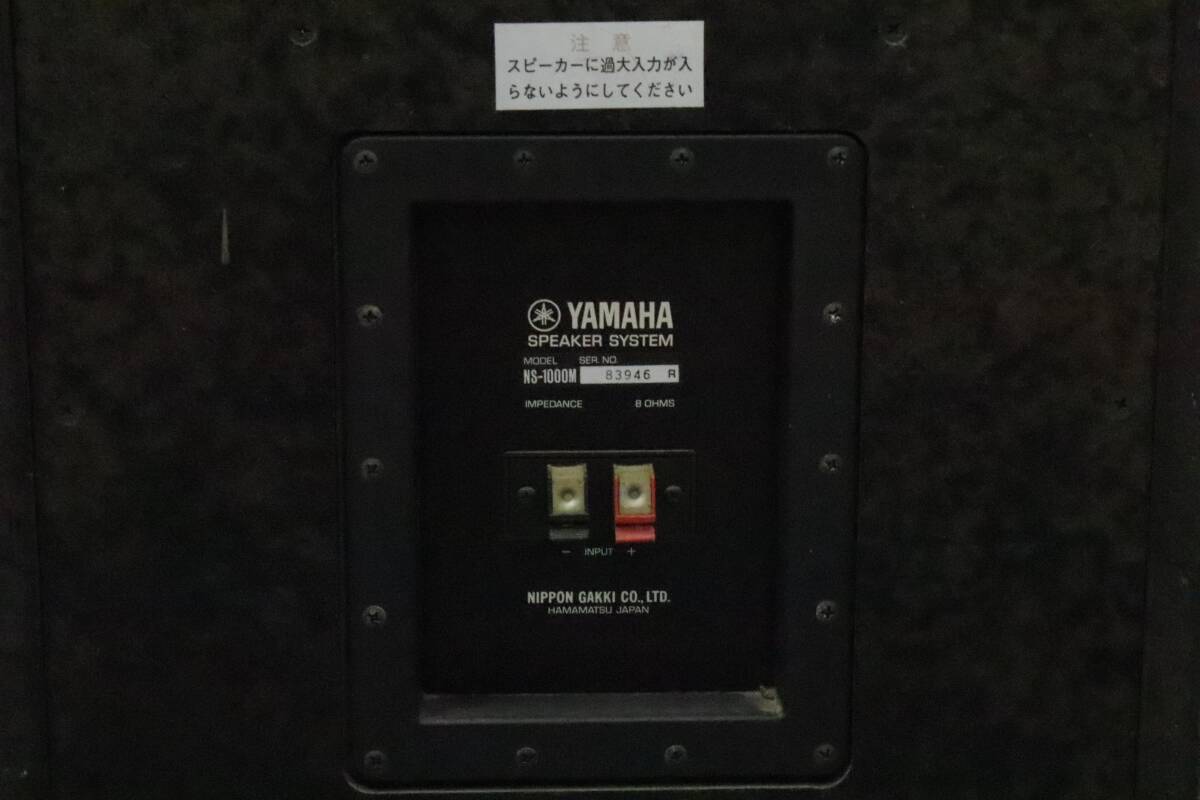 注意
スピーカーに過大入力が入
らないようにしてください
YAMAHA
SPEAKER SYSTEM
MODEL SER. NO.
NS-1000M 83946 R
IMPEDANCE 8 OHMS
− INPUT +
NIPPON GAKKI CO., LTD.
HAMAMATSU JAPAN